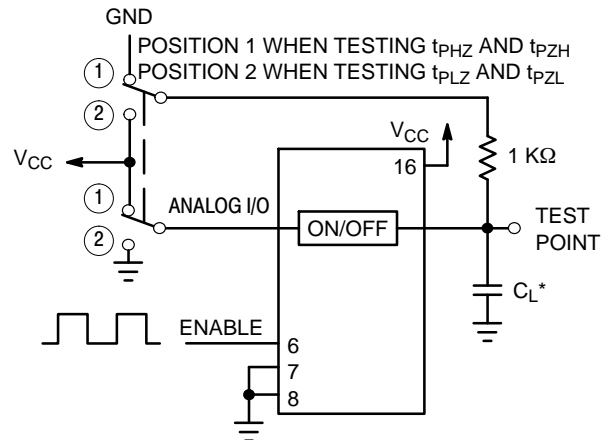 GND
POSITION 1 WHEN TESTING tPHZ AND tPZH
① POSITION 2 WHEN TESTING tPLZ AND tPZL
②
VCC
VCC
16
1 KΩ
①
ANALOG I/O
ON/OFF
TEST
POINT
②
CL*
ENABLE
6
7
8